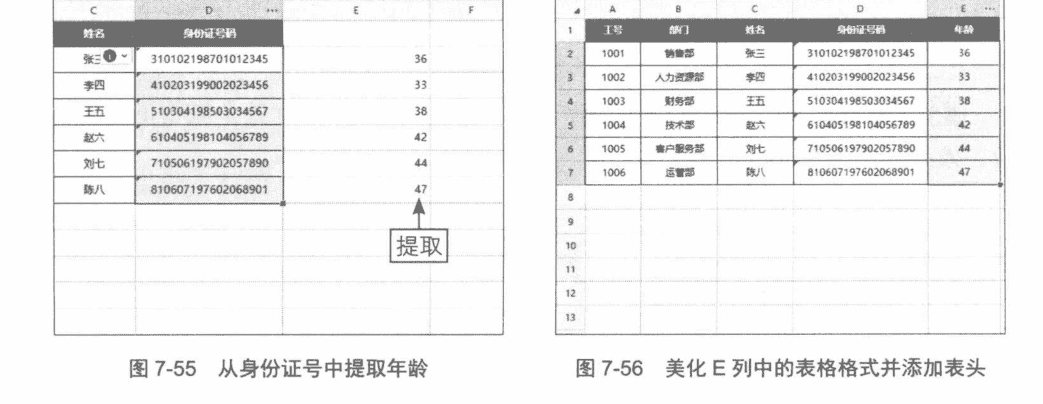 C D E F
姓名 身份证号码
张三 310102198701012345 36
李四 410203199002023456 33
王五 510304198503034567 38
赵六 610405198104056789 42
刘七 710506197902057890 44
陈八 810607197602068901 47
提取
图 7-55 从身份证号中提取年龄
A B C D E
1 工号 部门 姓名 身份证号码 年龄
2 1001 销售部 张三 310102198701012345 36
3 1002 人力资源部 李四 410203199002023456 33
4 1003 财务部 王五 510304198503034567 38
5 1004 技术部 赵六 610405198104056789 42
6 1005 客户服务部 刘七 710506197902057890 44
7 1006 运营部 陈八 810607197602068901 47
8
9
10
11
12
13
图 7-56 美化 E 列中的表格格式并添加表头